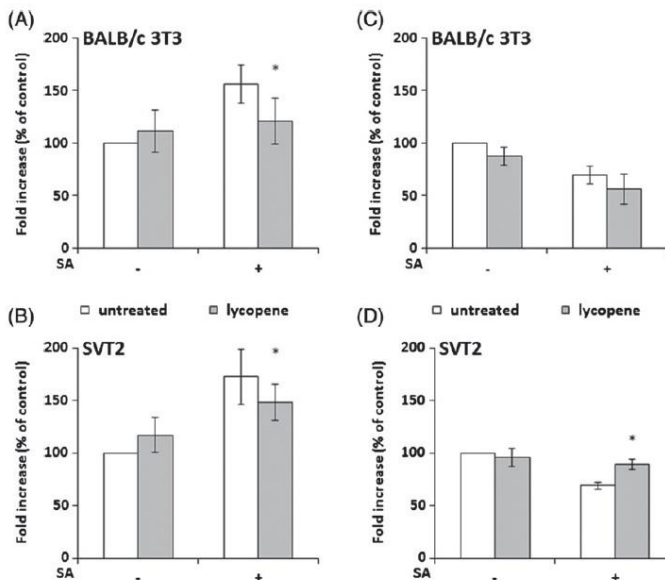 (A)
BALB/c 3T3
Fold increase (% of control)
200
150
100
50
0
*
SA
-
+
(C)
BALB/c 3T3
Fold increase (% of control)
200
150
100
50
0
SA
-
+
untreated lycopene
(B)
SVT2
Fold increase (% of control)
200
150
100
50
0
*
SA
-
+
untreated lycopene
(D)
SVT2
Fold increase (% of control)
200
150
100
50
0
*
SA
-
+